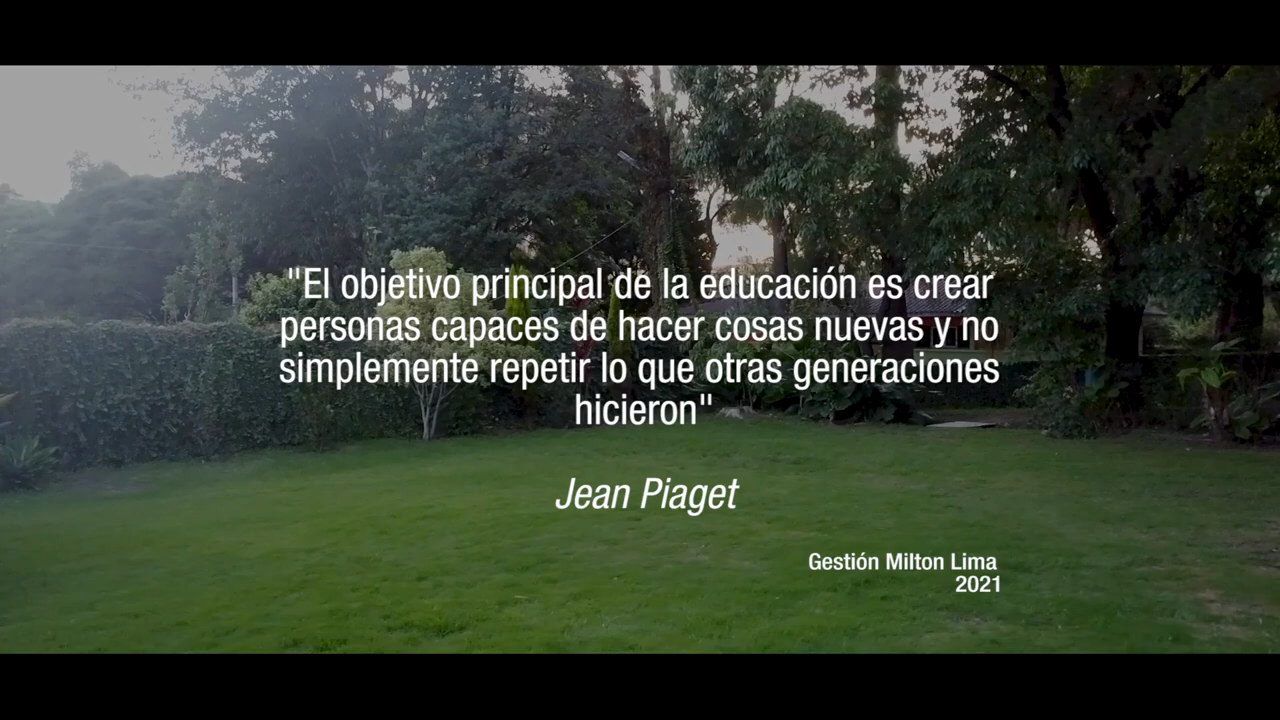 "El objetivo principal de la educación es crear
personas capaces de hacer cosas nuevas y no
simplemente repetir lo que otras generaciones
hicieron"
Jean Piaget
Gestión Milton Lima
2021